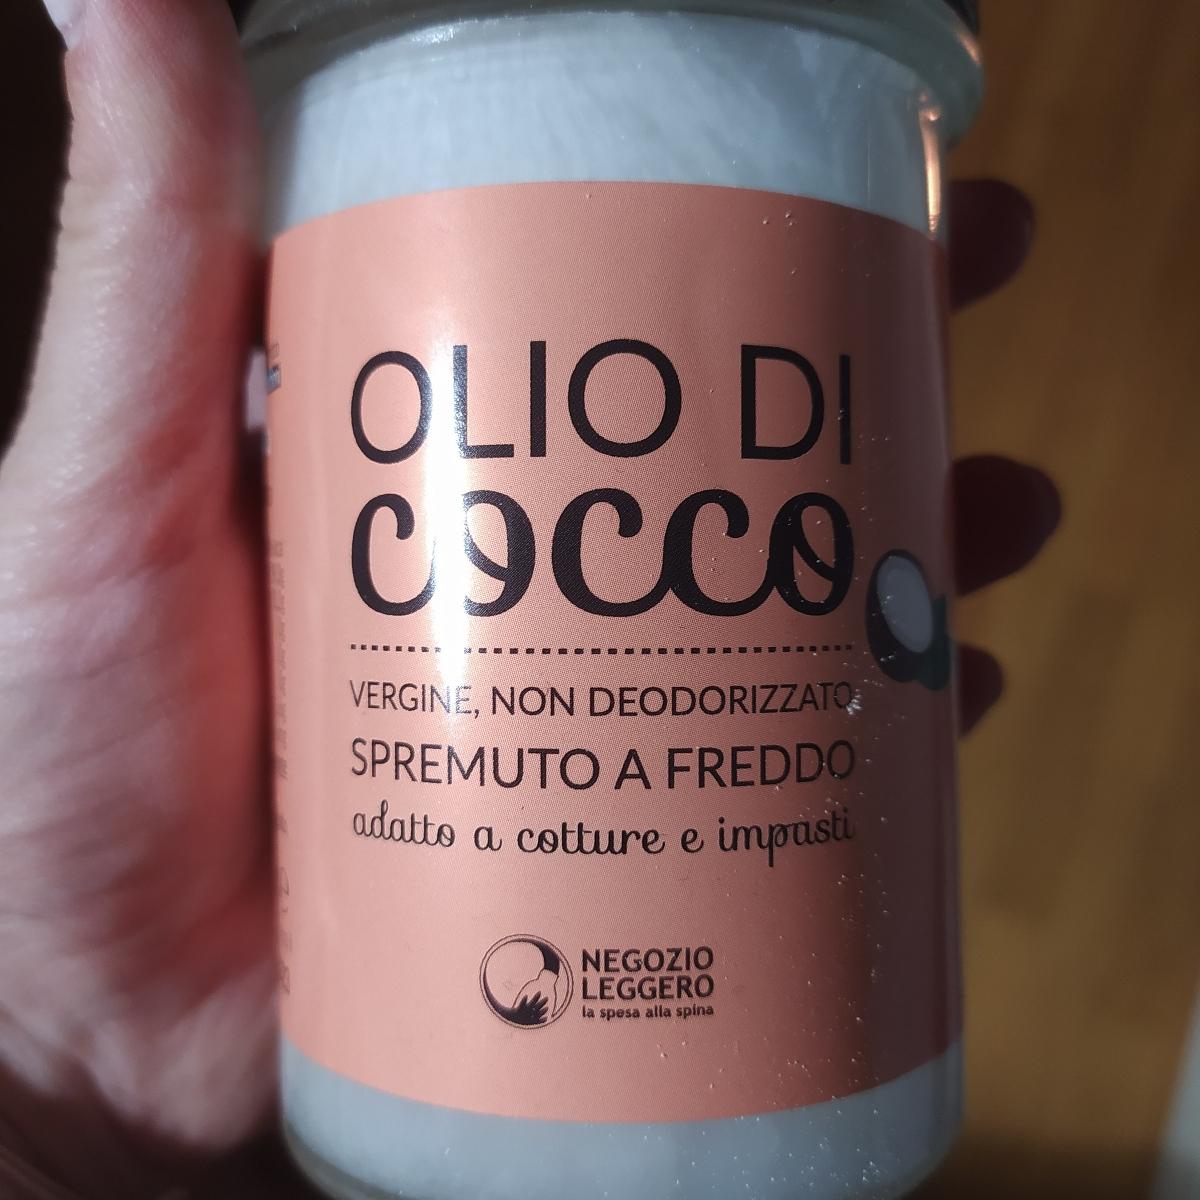 OLIO DI
cocco
VERGINE, NON DEODORIZZATO
SPREMUTO A FREDDO
adatto a cotture e impasti
NEGOZIO
LEGGERO
la spesa alla spina